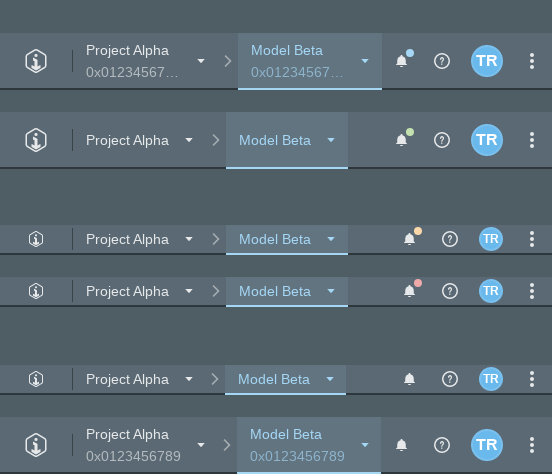 Project Alpha Model Beta
0x01234567… 0x01234567… TR
Project Alpha Model Beta TR
Project Alpha Model Beta TR
Project Alpha Model Beta TR
Project Alpha Model Beta TR
Project Alpha Model Beta
0x0123456789 0x0123456789 TR